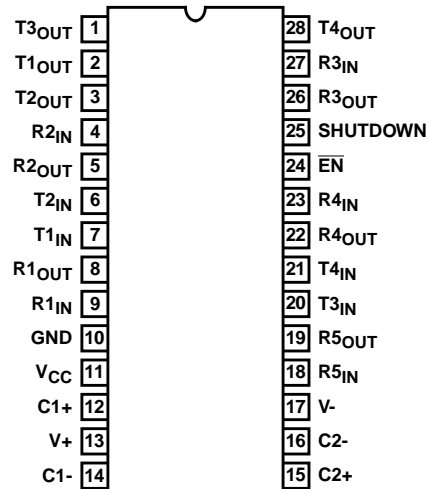 T3OUT 1 28 T4OUT
T1OUT 2 27 R3IN
T2OUT 3 26 R3OUT
R2IN 4 25 SHUTDOWN
R2OUT 5 24 E̅N̅
T2IN 6 23 R4IN
T1IN 7 22 R4OUT
R1OUT 8 21 T4IN
R1IN 9 20 T3IN
GND 10 19 R5OUT
VCC 11 18 R5IN
C1+ 12 17 V-
V+ 13 16 C2-
C1- 14 15 C2+